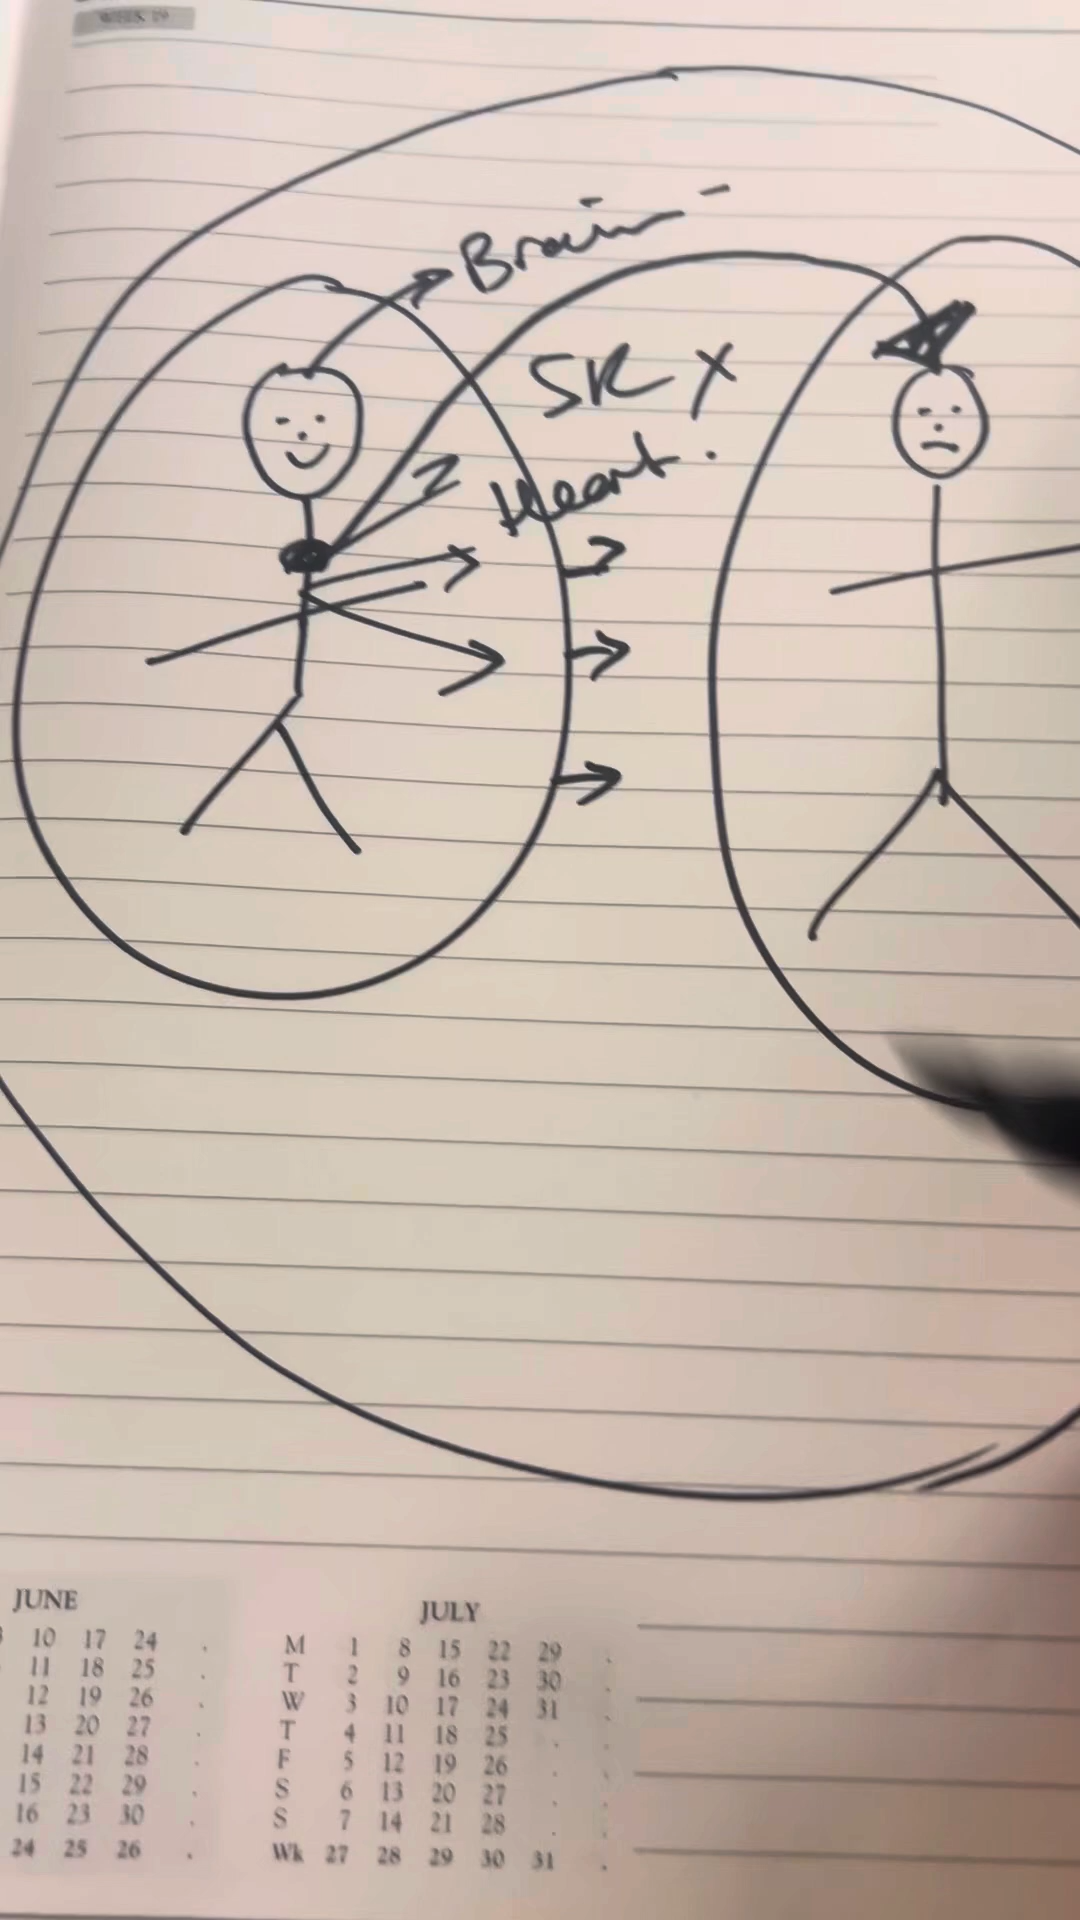 WEEK 19
Brain
5K X
Heart.
JUNE
10 17 24
11 18 25
12 19 26
13 20 27
14 21 28
15 22 29
16 23 30
24 25 26
JULY
M 1 8 15 22 29
T 2 9 16 23 30
W 3 10 17 24 31
T 4 11 18 25
F 5 12 19 26
S 6 13 20 27
S 7 14 21 28
Wk 27 28 29 30 31